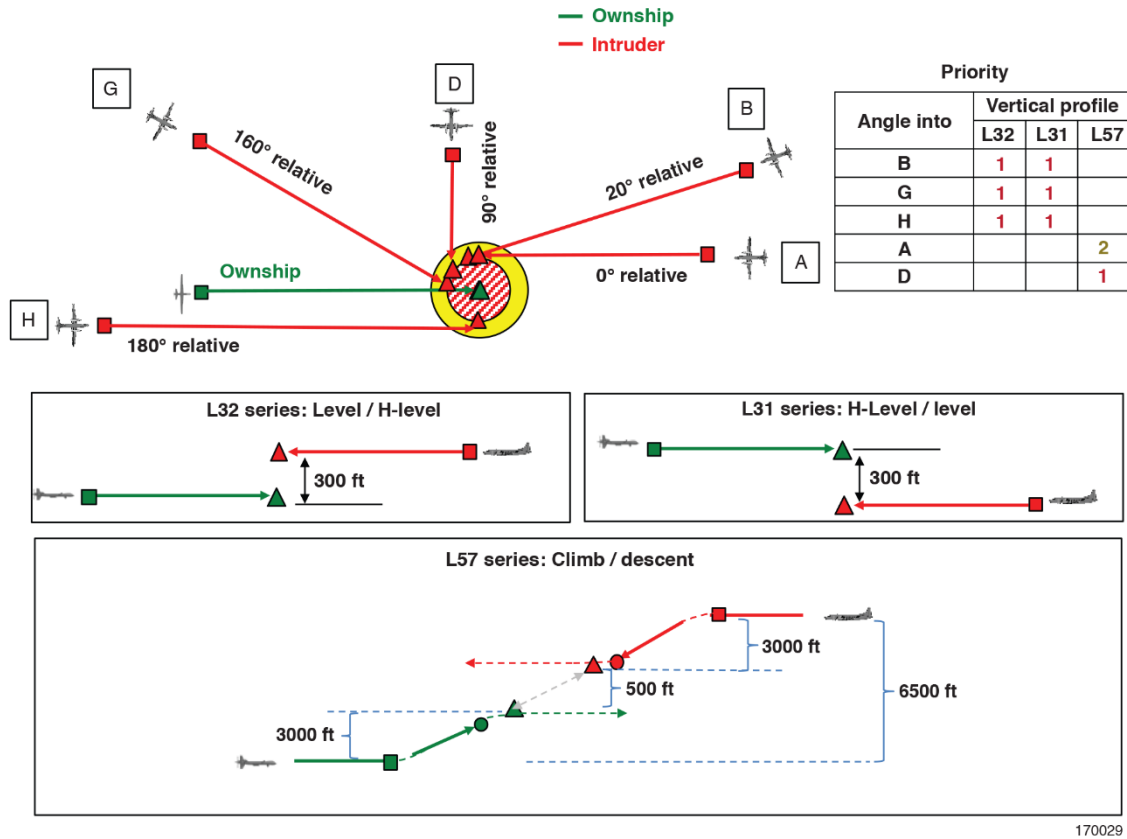 Ownship
Intruder
G
D
B
A
H
160° relative
90° relative
20° relative
0° relative
Ownship
180° relative
Priority
Angle into Vertical profile
L32 L31 L57
B 1 1
G 1 1
H 1 1
A 2
D 1
L32 series: Level / H-level
300 ft
L31 series: H-Level / level
300 ft
L57 series: Climb / descent
3000 ft
500 ft
6500 ft
3000 ft
170029